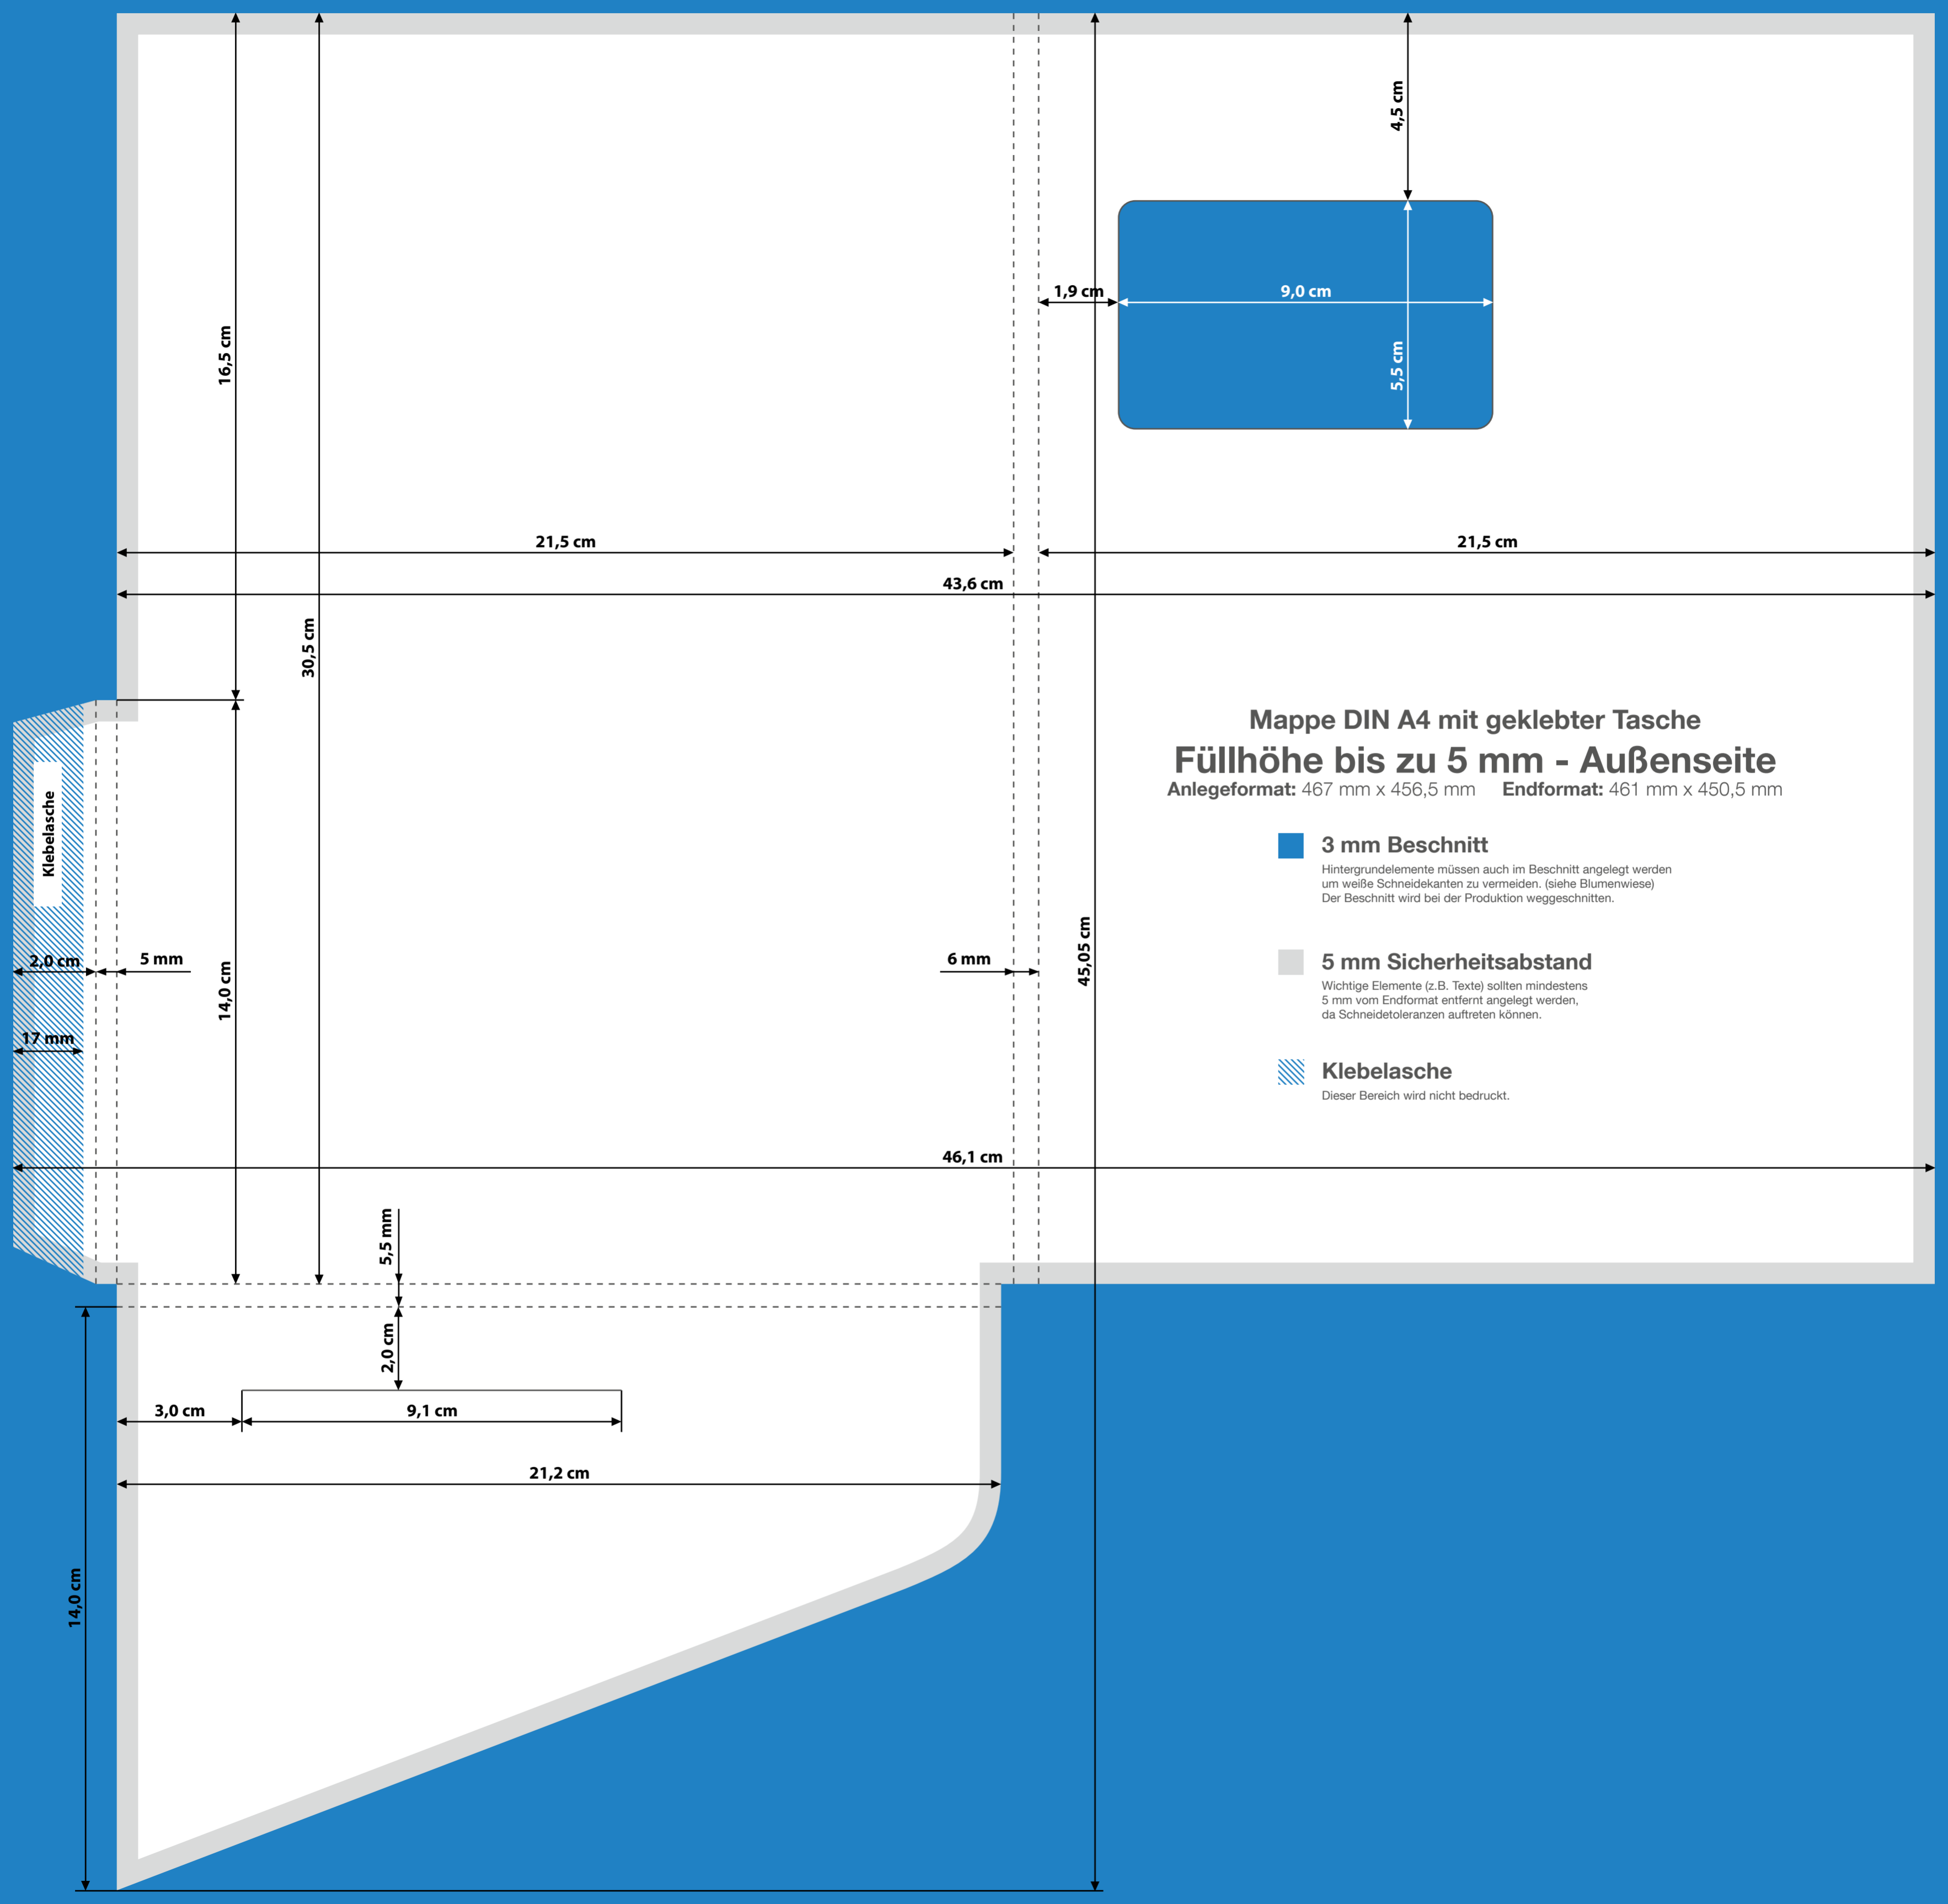 4,5 cm
1,9 cm
9,0 cm
5,5 cm
16,5 cm
21,5 cm
21,5 cm
43,6 cm
30,5 cm
Mappe DIN A4 mit geklebter Tasche
Füllhöhe bis zu 5 mm - Außenseite
Anlegeformat: 467 mm x 456,5 mm Endformat: 461 mm x 450,5 mm
3 mm Beschnitt
Hintergrundelemente müssen auch im Beschnitt angelegt werden
um weiße Schneidekanten zu vermeiden. (siehe Blumenwiese)
Der Beschnitt wird bei der Produktion weggeschnitten.
Klebelasche
2,0 cm
5 mm
14,0 cm
6 mm
45,05 cm
5 mm Sicherheitsabstand
Wichtige Elemente (z.B. Texte) sollten mindestens
5 mm vom Endformat entfernt angelegt werden,
da Schneidetoleranzen auftreten können.
17 mm
Klebelasche
Dieser Bereich wird nicht bedruckt.
46,1 cm
5,5 mm
2,0 cm
3,0 cm
9,1 cm
21,2 cm
14,0 cm